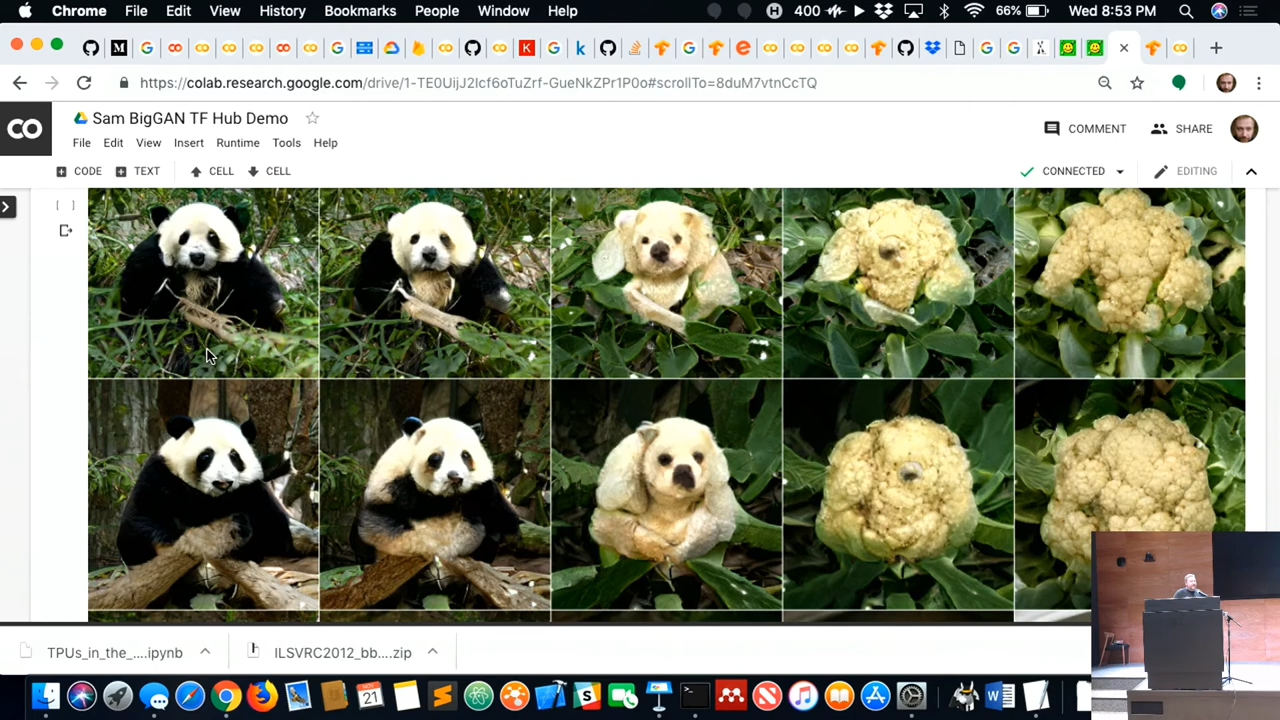 Chrome File Edit View History Bookmarks People Window Help 400 66% Wed 8:53 PM
https://colab.research.google.com/drive/1-TE0UijJ2Icf6oTuZrf-GueNkZPr1P0o#scrollTo=8duM7vtnCcTQ
CO Sam BigGAN TF Hub Demo
COMMENT SHARE
File Edit View Insert Runtime Tools Help
CODE TEXT CELL CELL CONNECTED EDITING
[ ]
TPUs_in_the_....ipynb ILSVRC2012_bb....zip
NOV
21